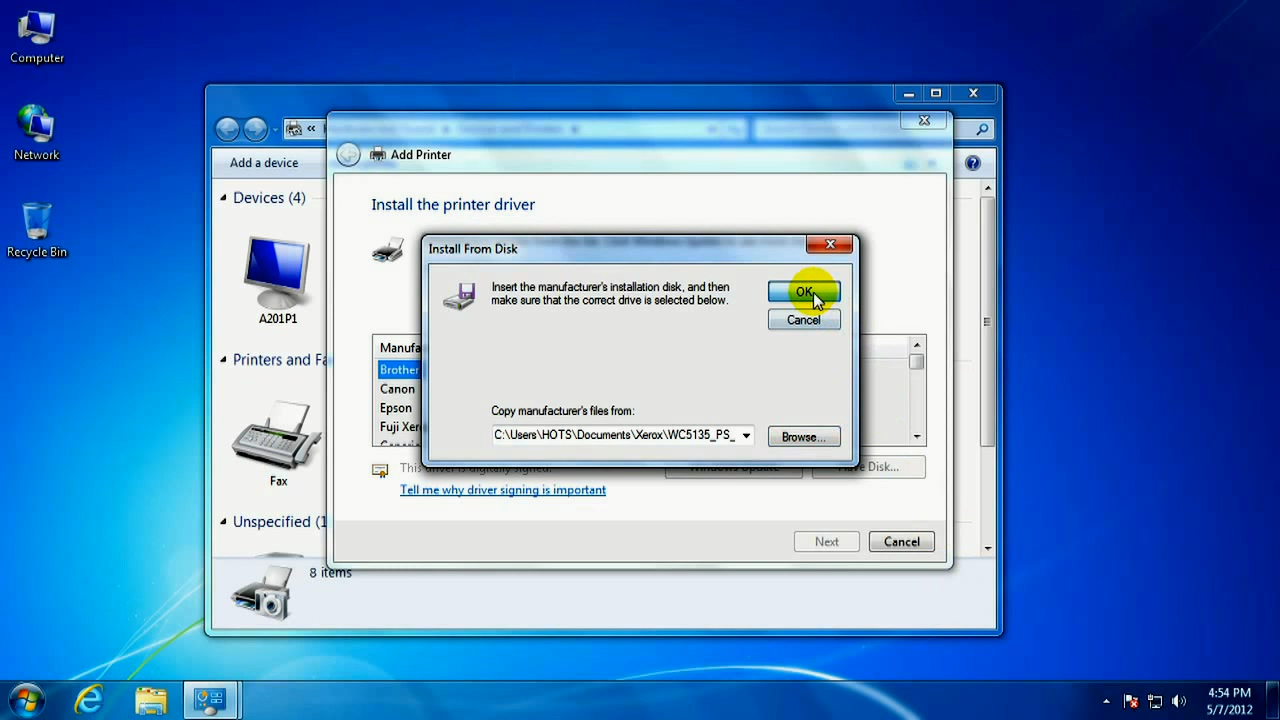 Computer
Network
Recycle Bin
«
Add a device
Devices (4)
A201P1
Printers and Fa
Fax
Unspecified (1
8 items
Add Printer
Install the printer driver
Manufa
Brother
Canon
Epson
Fuji Xer
This driver is digitally signed.
Tell me why driver signing is important
Windows Update
Have Disk...
Next
Cancel
Install From Disk
Insert the manufacturer's installation disk, and then
make sure that the correct drive is selected below.
OK
Cancel
Copy manufacturer's files from:
C:\Users\HOTS\Documents\Xerox\WC5135_PS_
Browse...
4:54 PM
5/7/2012